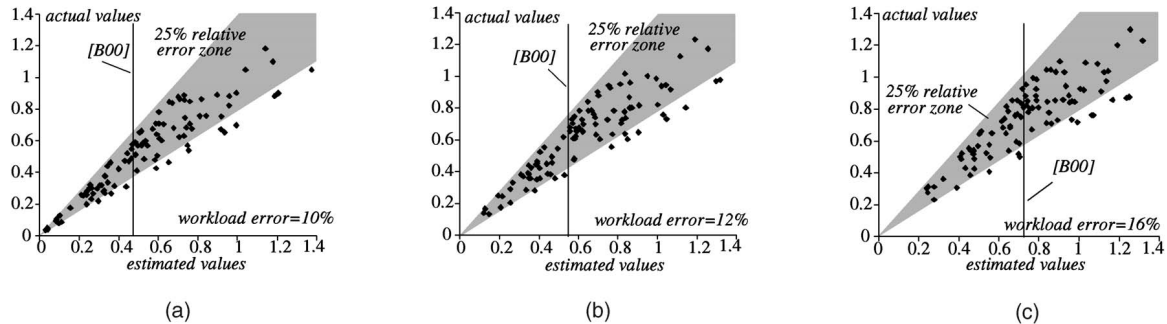 actual values
1.4
1.2
1
0.8
0.6
0.4
0.2
0
[B00]
25% relative
error zone
workload error=10%
0 0.2 0.4 0.6 0.8 1 1.2 1.4
estimated values
(a)
actual values
1.4
1.2
1
0.8
0.6
0.4
0.2
0
25% relative
error zone
[B00]
workload error=12%
0 0.2 0.4 0.6 0.8 1 1.2 1.4
estimated values
(b)
actual values
1.4
1.2
1
0.8
0.6
0.4
0.2
0
25% relative
error zone
[B00]
workload error=16%
0 0.2 0.4 0.6 0.8 1 1.2 1.4
estimated values
(c)